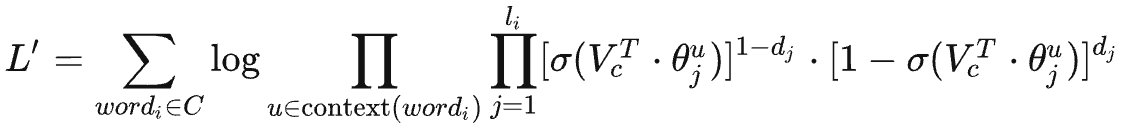 L' = \sum_{word_i \in C} \log \prod_{u \in \text{context}(word_i)} \prod_{j=1}^{l_i} [\sigma(V_c^T \cdot \theta_j^u)]^{1-d_j} \cdot [1 - \sigma(V_c^T \cdot \theta_j^u)]^{d_j}